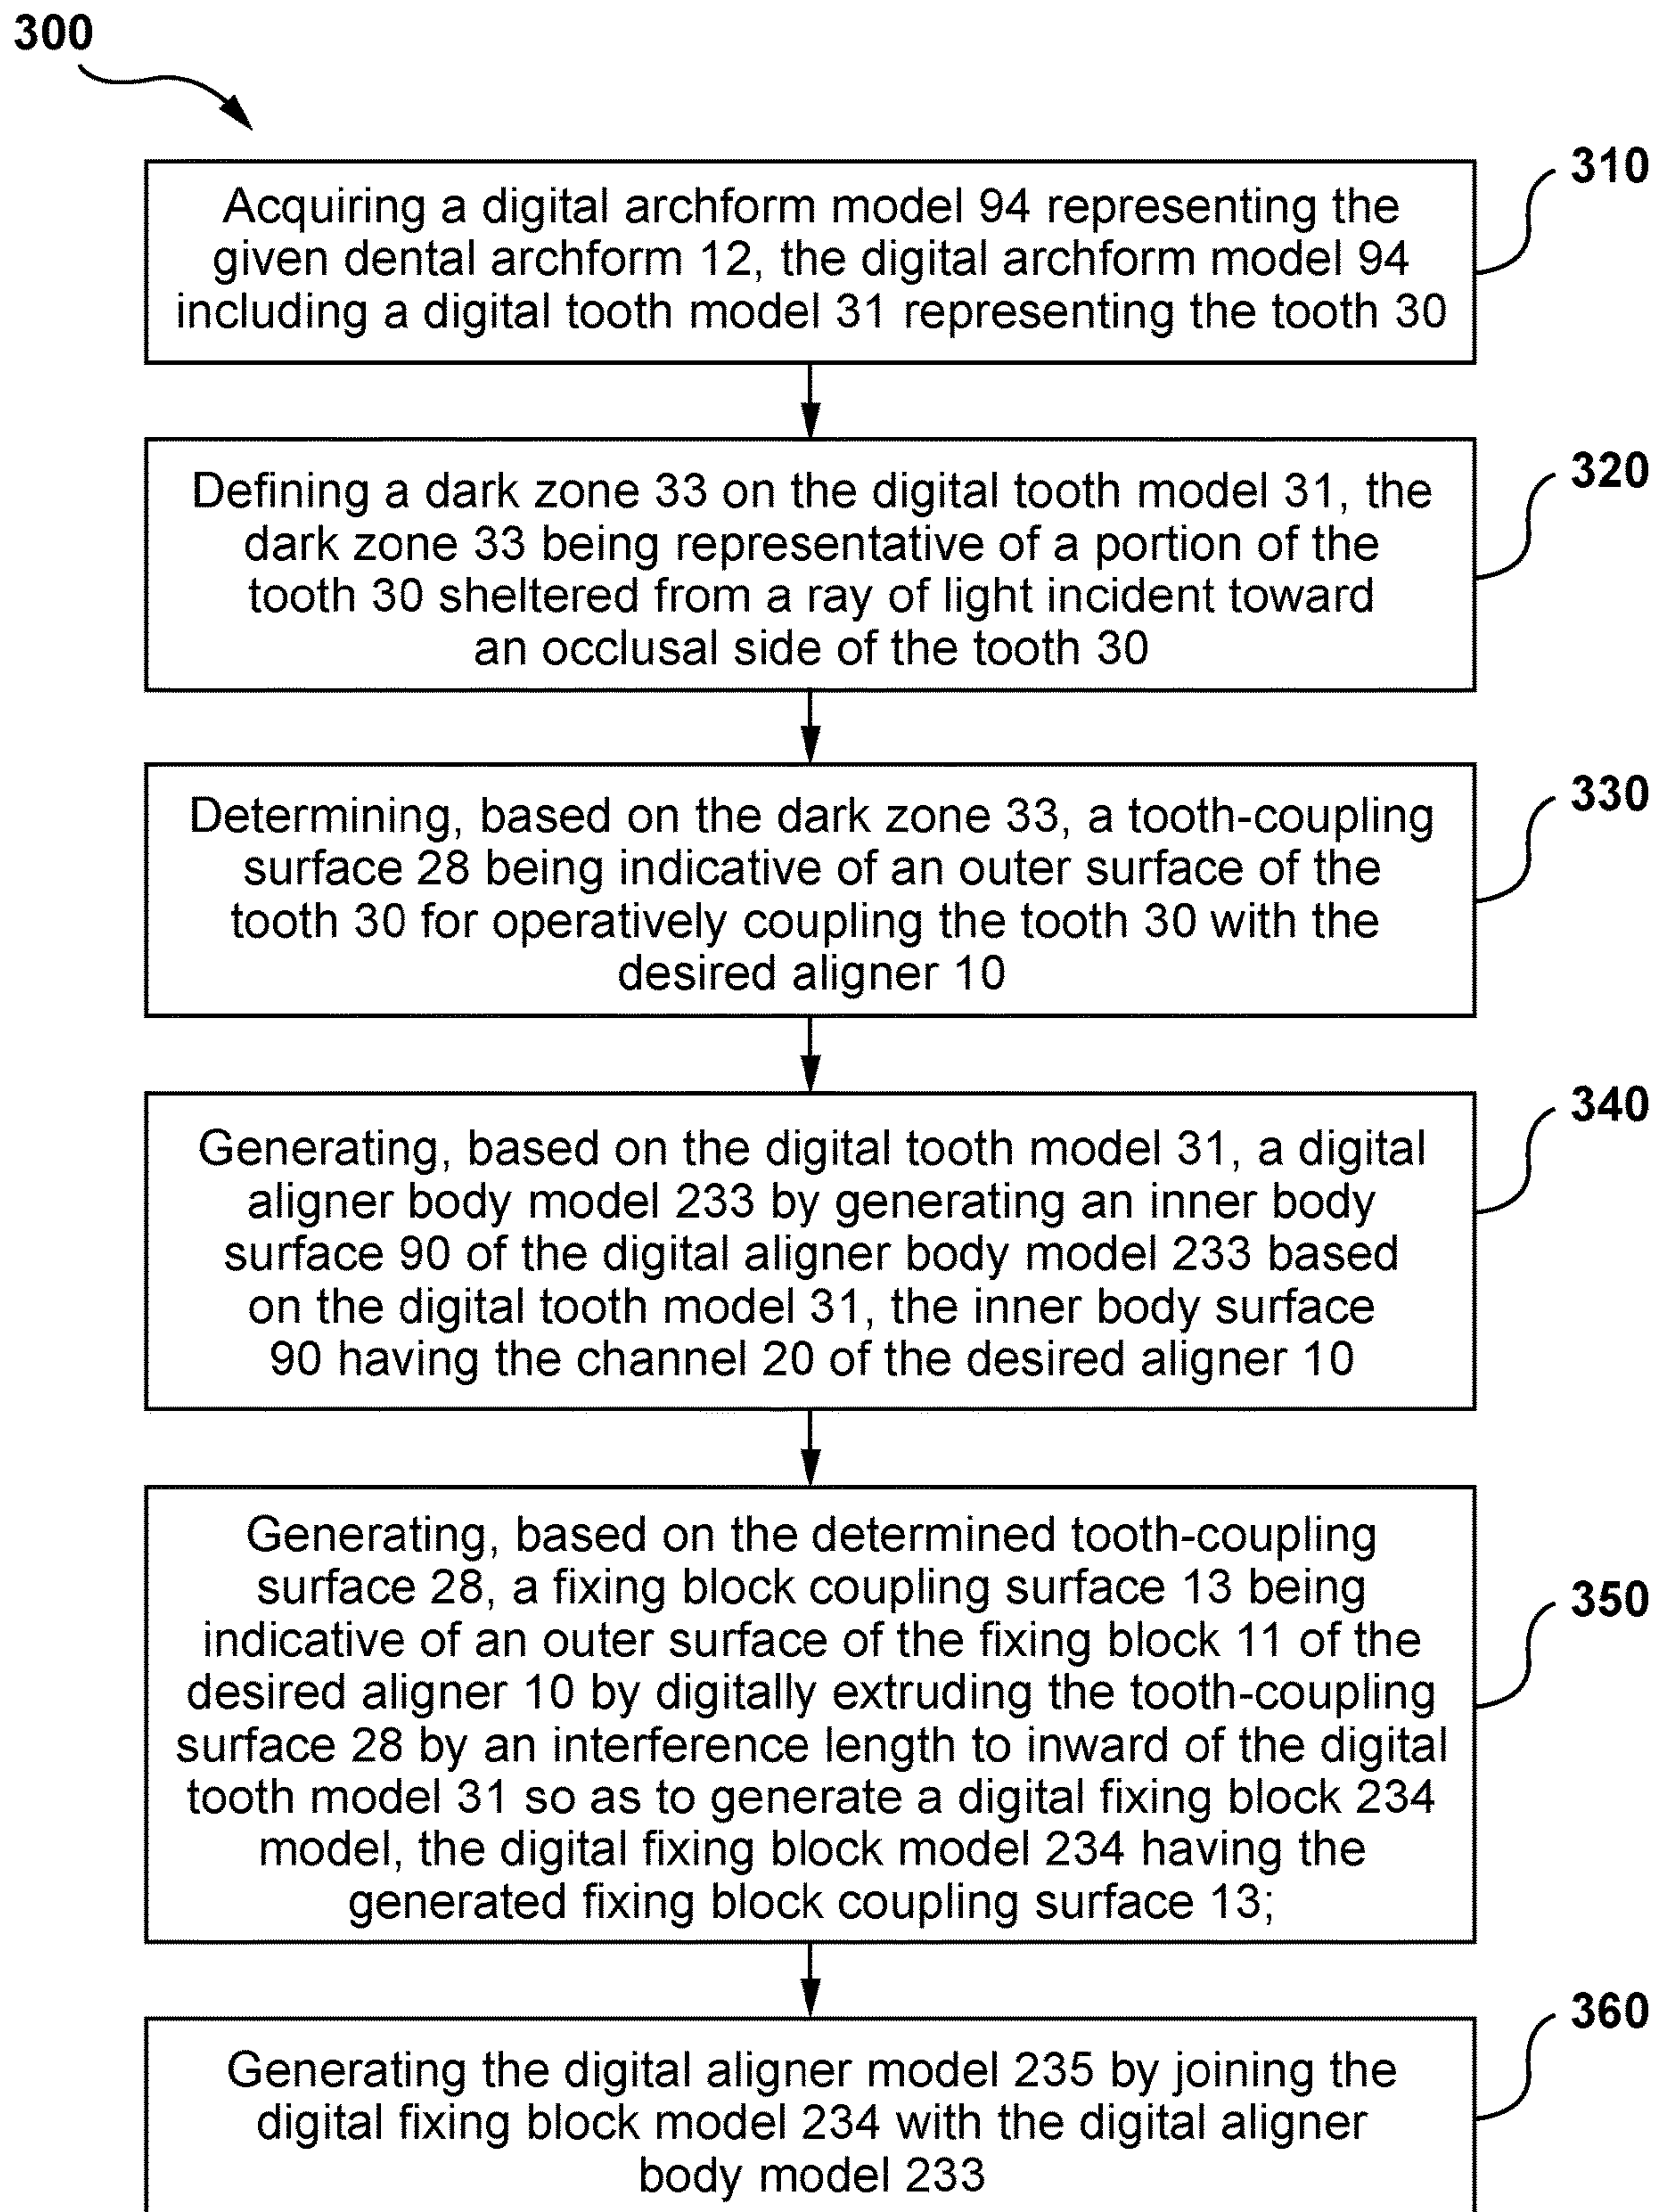 300
310
Acquiring a digital archform model 94 representing the
given dental archform 12, the digital archform model 94
including a digital tooth model 31 representing the tooth 30
320
Defining a dark zone 33 on the digital tooth model 31, the
dark zone 33 being representative of a portion of the
tooth 30 sheltered from a ray of light incident toward
an occlusal side of the tooth 30
330
Determining, based on the dark zone 33, a tooth-coupling
surface 28 being indicative of an outer surface of the
tooth 30 for operatively coupling the tooth 30 with the
desired aligner 10
340
Generating, based on the digital tooth model 31, a digital
aligner body model 233 by generating an inner body
surface 90 of the digital aligner body model 233 based
on the digital tooth model 31, the inner body surface
90 having the channel 20 of the desired aligner 10
350
Generating, based on the determined tooth-coupling
surface 28, a fixing block coupling surface 13 being
indicative of an outer surface of the fixing block 11 of the
desired aligner 10 by digitally extruding the tooth-coupling
surface 28 by an interference length to inward of the digital
tooth model 31 so as to generate a digital fixing block 234
model, the digital fixing block model 234 having the
generated fixing block coupling surface 13;
360
Generating the digital aligner model 235 by joining the
digital fixing block model 234 with the digital aligner
body model 233